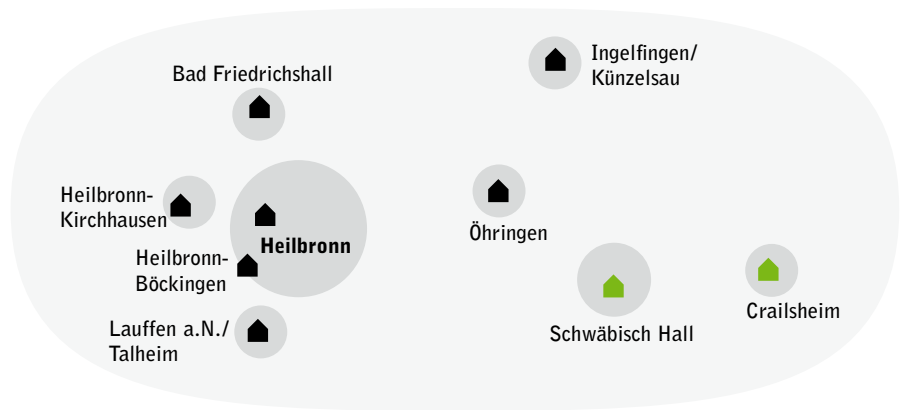 Ingelfingen/
Künzelsau
Bad Friedrichshall
Heilbronn-
Kirchhausen
Heilbronn
Öhringen
Heilbronn-
Böckingen
Crailsheim
Lauffen a.N./
Talheim
Schwäbisch Hall